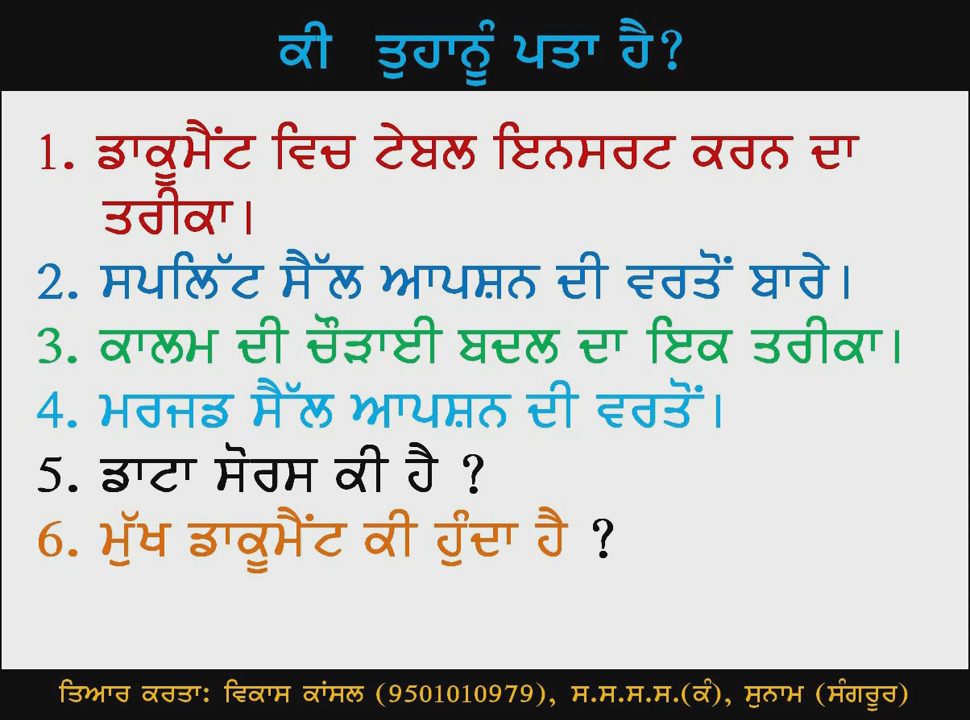 ਕੀ ਤੁਹਾਨੂੰ ਪਤਾ ਹੈ?
1. ਡਾਕੂਮੈਂਟ ਵਿਚ ਟੇਬਲ ਇਨਸਰਟ ਕਰਨ ਦਾ
ਤਰੀਕਾ।
2. ਸਪਲਿੱਟ ਸੈੱਲ ਆਪਸ਼ਨ ਦੀ ਵਰਤੋਂ ਬਾਰੇ।
3. ਕਾਲਮ ਦੀ ਚੌੜਾਈ ਬਦਲ ਦਾ ਇਕ ਤਰੀਕਾ।
4. ਮਰਜਡ ਸੈੱਲ ਆਪਸ਼ਨ ਦੀ ਵਰਤੋਂ।
5. ਡਾਟਾ ਸੋਰਸ ਕੀ ਹੈ ?
6. ਮੁੱਖ ਡਾਕੂਮੈਂਟ ਕੀ ਹੁੰਦਾ ਹੈ ?
ਤਿਆਰ ਕਰਤਾ: ਵਿਕਾਸ ਕਾਂਸਲ (9501010979), ਸ.ਸ.ਸ.ਸ.(ਕੰ), ਸੁਨਾਮ (ਸੰਗਰੂਰ)